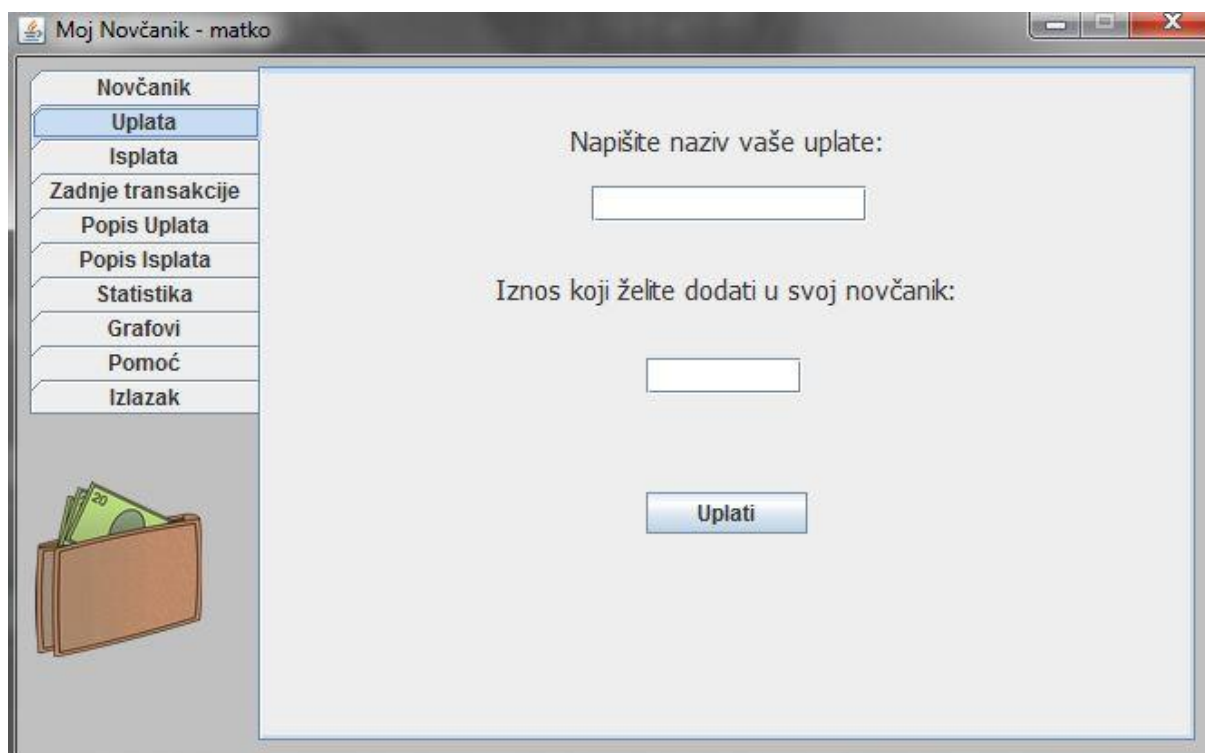 Moj Novčanik - matko
Novčanik
Uplata
Isplata
Zadnje transakcije
Popis Uplata
Popis Isplata
Statistika
Grafovi
Pomoć
Izlazak
20
Napišite naziv vaše uplate:
Iznos koji želite dodati u svoj novčanik:
Uplati